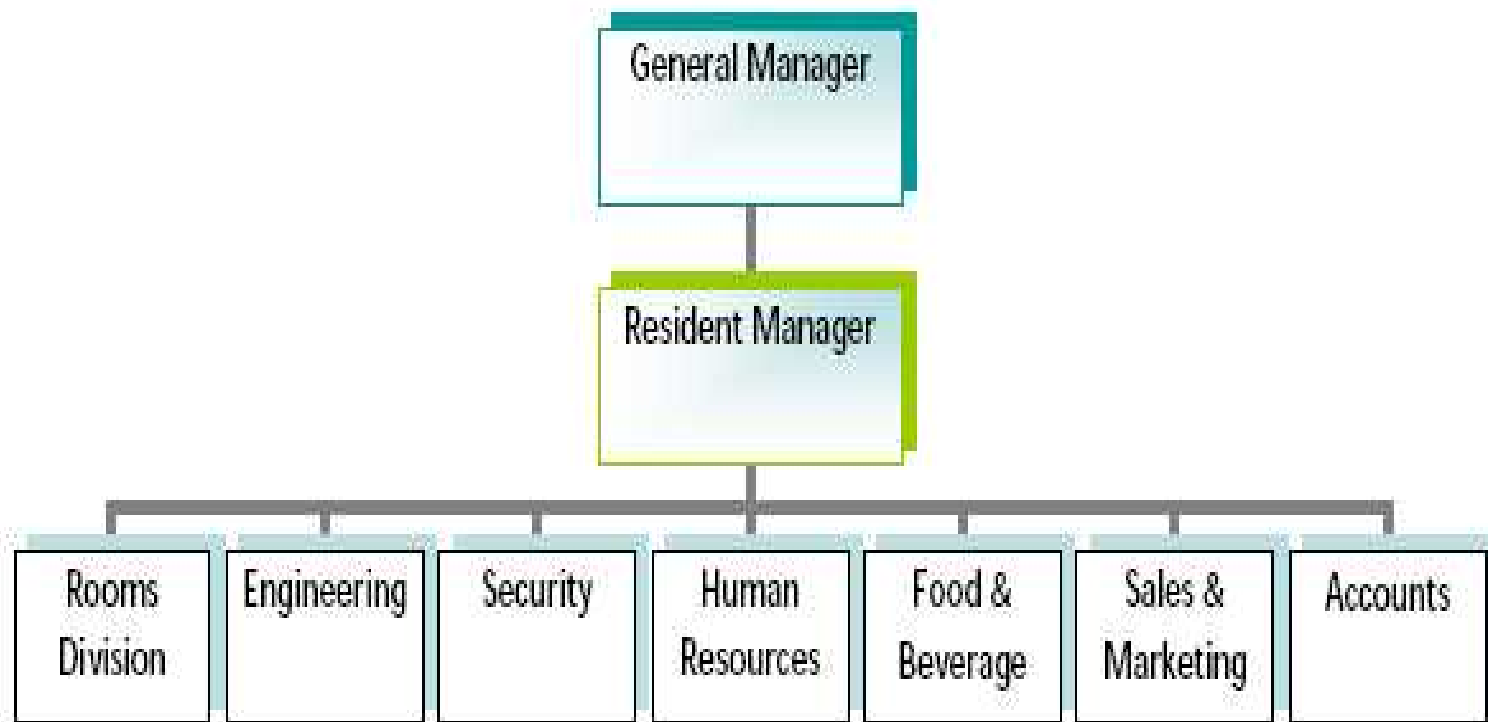 General Manager
Resident Manager
Rooms
Division
Engineering
Security
Human
Resources
Food &
Beverage
Sales &
Marketing
Accounts